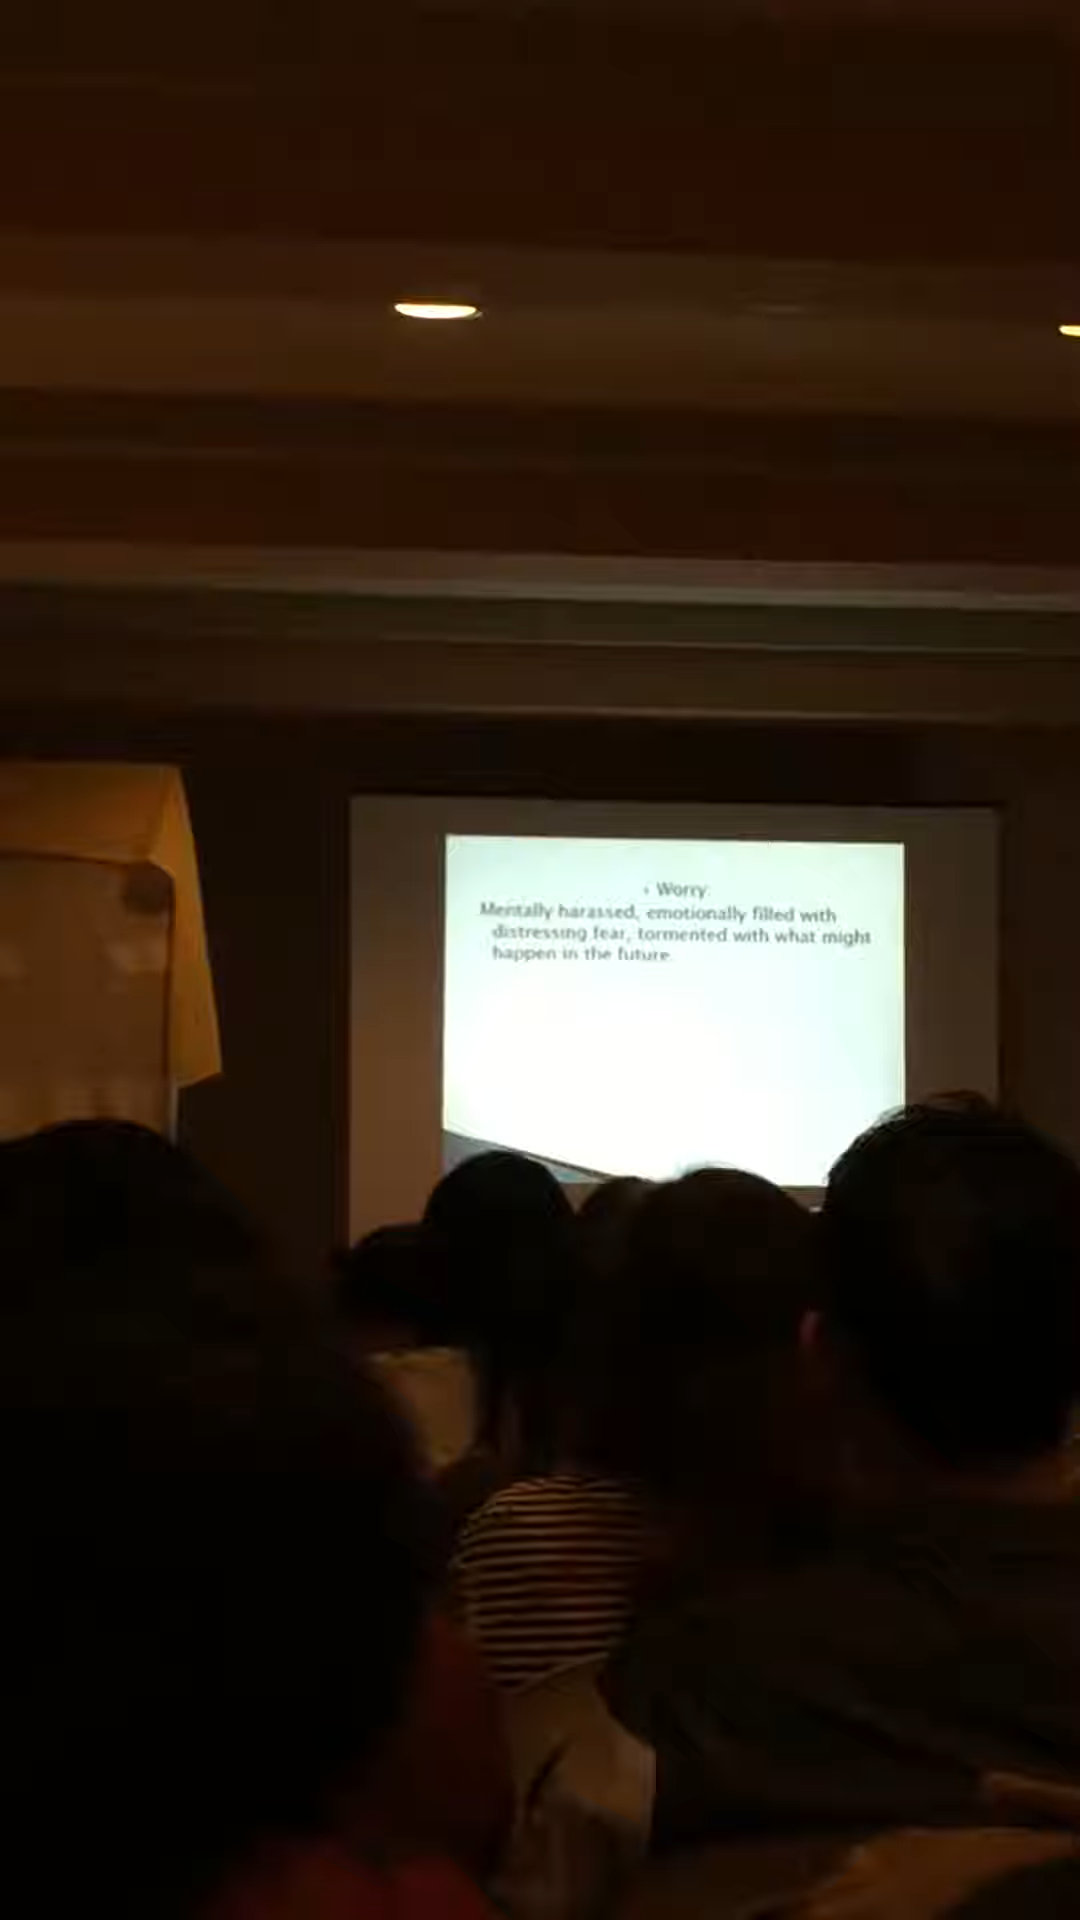 Worry:
Mentally harassed, emotionally filled with
distressing fear, tormented with what might
happen in the future.